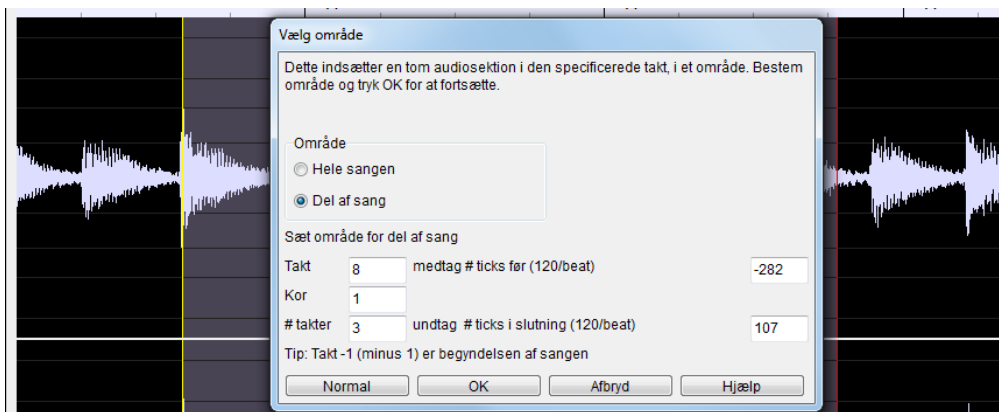 Vælg område
Dette indsætter en tom audiosektion i den specificerede takt, i et område. Bestem
område og tryk OK for at fortsætte.
Område
Hele sangen
Del af sang
Sæt område for del af sang
Takt 8 medtag # ticks før (120/beat) -282
Kor 1
# takter 3 undtag # ticks i slutning (120/beat) 107
Tip: Takt -1 (minus 1) er begyndelsen af sangen
Normal OK Afbryd Hjælp